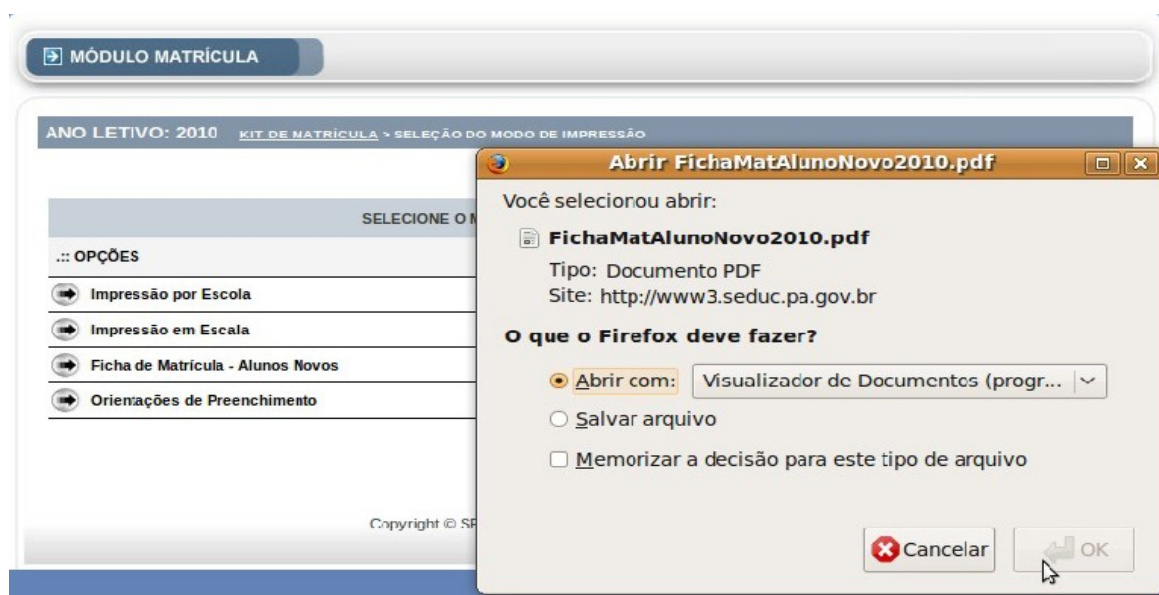 MÓDULO MATRÍCULA
ANO LETIVO: 2010 KIT DE MATRÍCULA > SELEÇÃO DO MODO DE IMPRESSÃO
SELECIONE O
.:: OPÇÕES
Impressão por Escola
Impressão em Escala
Ficha de Matrícula - Alunos Novos
Orientações de Preenchimento
Copyright ©
Abrir FichaMatAlunoNovo2010.pdf
Você selecionou abrir:
FichaMatAlunoNovo2010.pdf
Tipo: Documento PDF
Site: http://www3.seduc.pa.gov.br
O que o Firefox deve fazer?
Abrir com: Visualizador de Documentos (progr...
Salvar arquivo
Memorizar a decisão para este tipo de arquivo
Cancelar OK